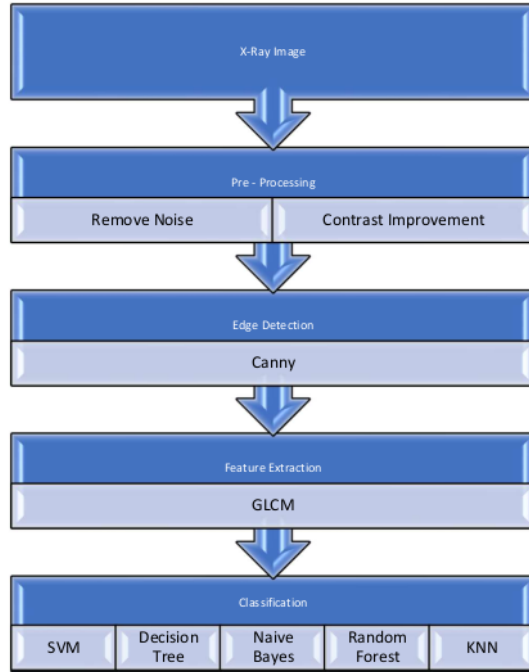 X-Ray Image
Pre - Processing
Remove Noise
Contrast Improvement
Edge Detection
Canny
Feature Extraction
GLCM
Classification
SVM
Decision
Tree
Naive
Bayes
Random
Forest
KNN